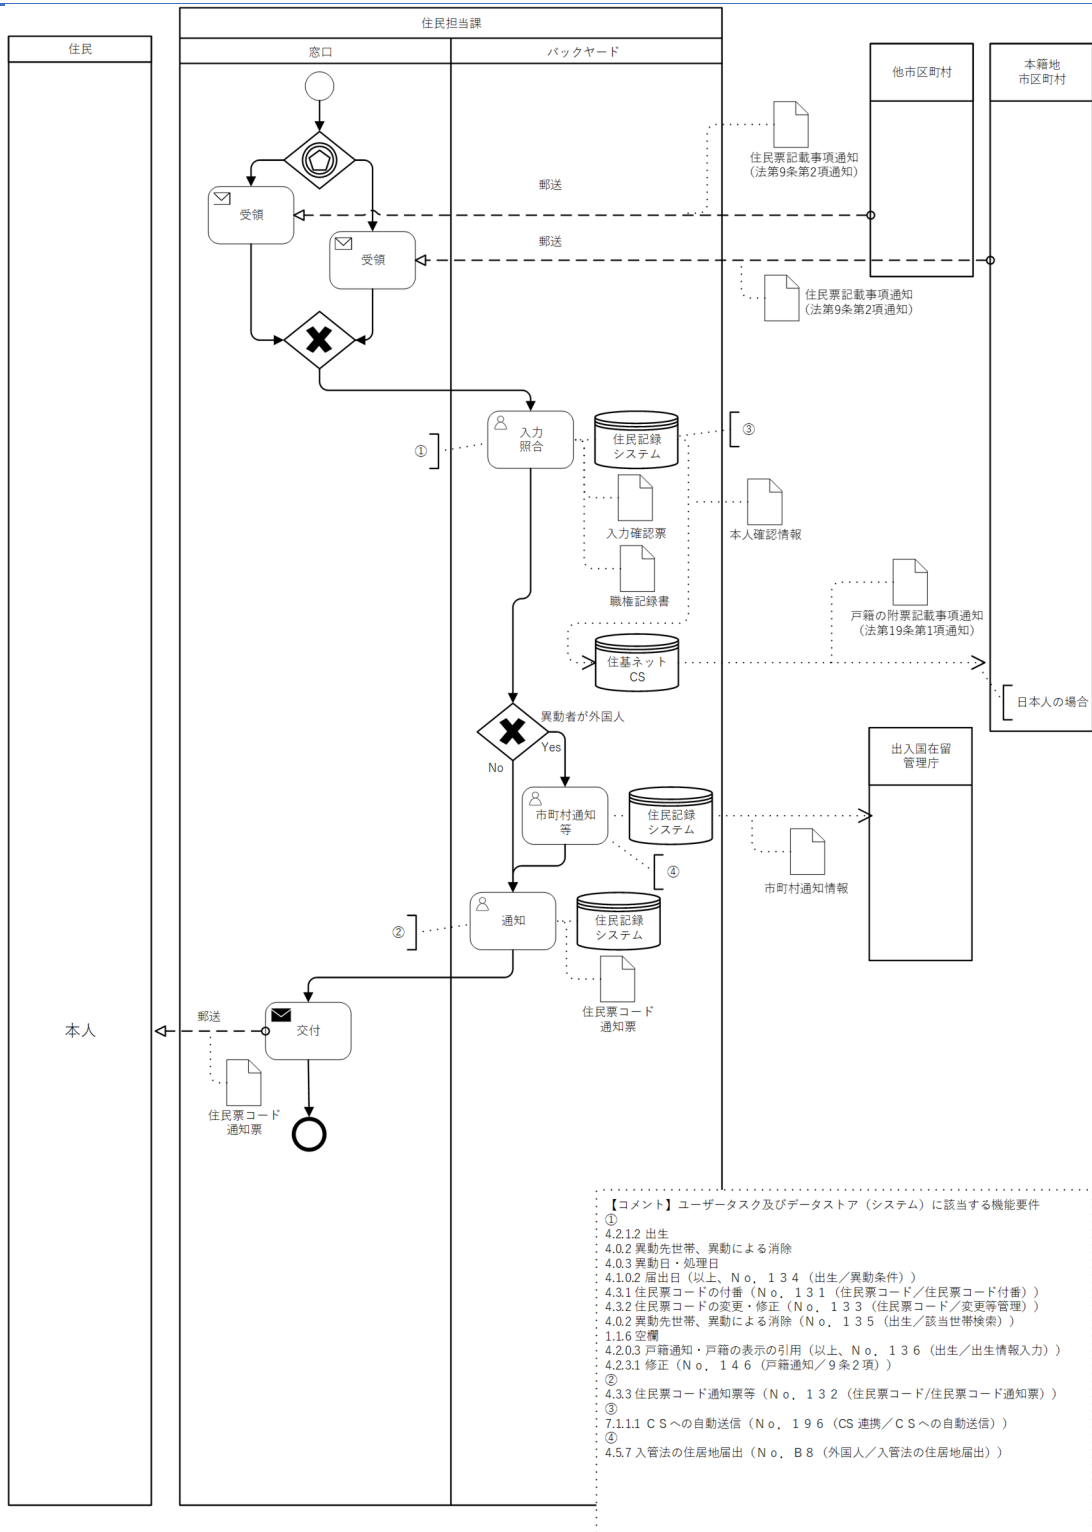 住民担当課
住民
窓口
バックヤード
他市区町村
本籍地
市区町村
住民票記載事項通知
(法第9条第2項通知)
郵送
受領
郵送
受領
住民票記載事項通知
(法第9条第2項通知)
入力
照合
住民記録
システム
③
①
入力確認票
本人確認情報
職権記録書
戸籍の附票記載事項通知
(法第19条第1項通知)
住基ネット
CS
日本人の場合
異動者が外国人
Yes
No
出入国在留
管理庁
市町村通知
等
住民記録
システム
④
市町村通知情報
通知
住民記録
システム
②
住民票コード
通知票
郵送
本人
交付
住民票コード
通知票
【コメント】ユーザータスク及びデータストア（システム）に該当する機能要件
①
4.2.1.2 出生
4.0.2 異動先世帯、異動による消除
4.0.3 異動日・処理日
4.1.0.2 届出日（以上、Ｎｏ．１３４（出生／異動条件））
4.3.1 住民票コードの付番（Ｎｏ．１３１（住民票コード／住民票コード付番））
4.3.2 住民票コードの変更・修正（Ｎｏ．１３３（住民票コード／変更等管理））
4.0.2 異動先世帯、異動による消除（Ｎｏ．１３５（出生／該当世帯検索））
1.1.6 空欄
4.2.0.3 戸籍通知・戸籍の表示の引用（以上、Ｎｏ．１３６（出生／出生情報入力））
4.2.3.1 修正（Ｎｏ．１４６（戸籍通知／９条２項））
②
4.3.3 住民票コード通知票等（Ｎｏ．１３２（住民票コード/住民票コード通知票））
③
7.1.1.1 ＣＳへの自動送信（Ｎｏ．１９６（CS 連携／ＣＳへの自動送信））
④
4.5.7 入管法の住居地届出（Ｎｏ．Ｂ８（外国人／入管法の住居地届出））